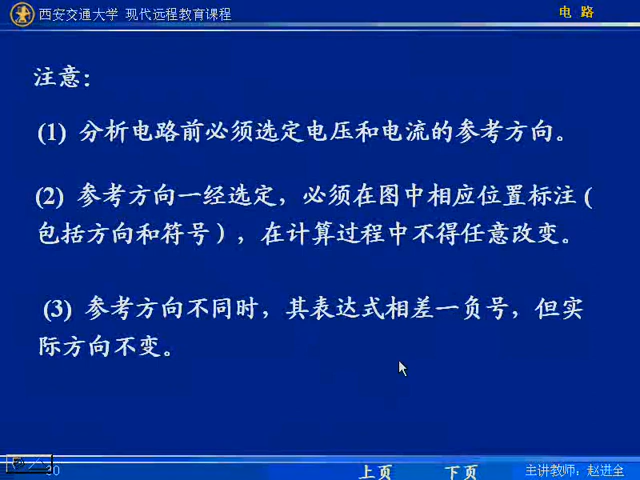 西安交通大学 现代远程教育课程
电 路
注意：
(1) 分析电路前必须选定电压和电流的参考方向。
(2) 参考方向一经选定，必须在图中相应位置标注 (
包括方向和符号），在计算过程中不得任意改变。
(3) 参考方向不同时，其表达式相差一负号，但实
际方向不变。
上页 下页 主讲教师：赵进全